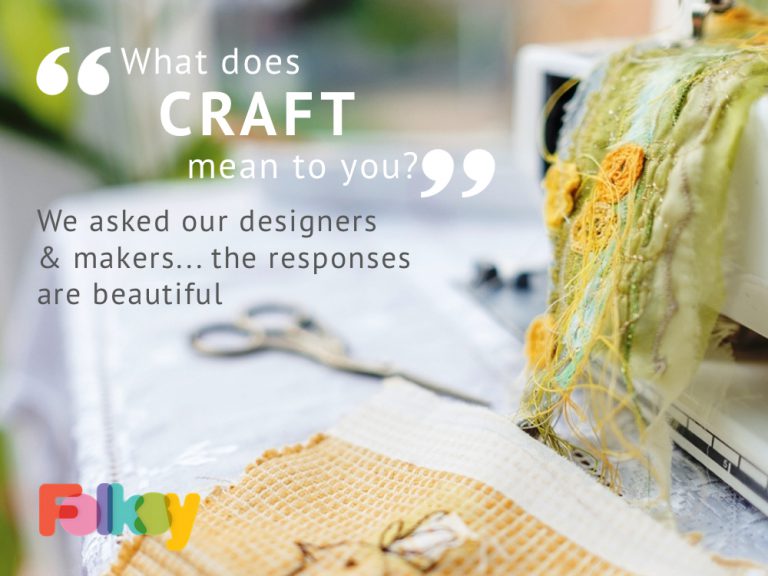 “What does
CRAFT
mean to you?”
We asked our designers
& makers... the responses
are beautiful
Folksy